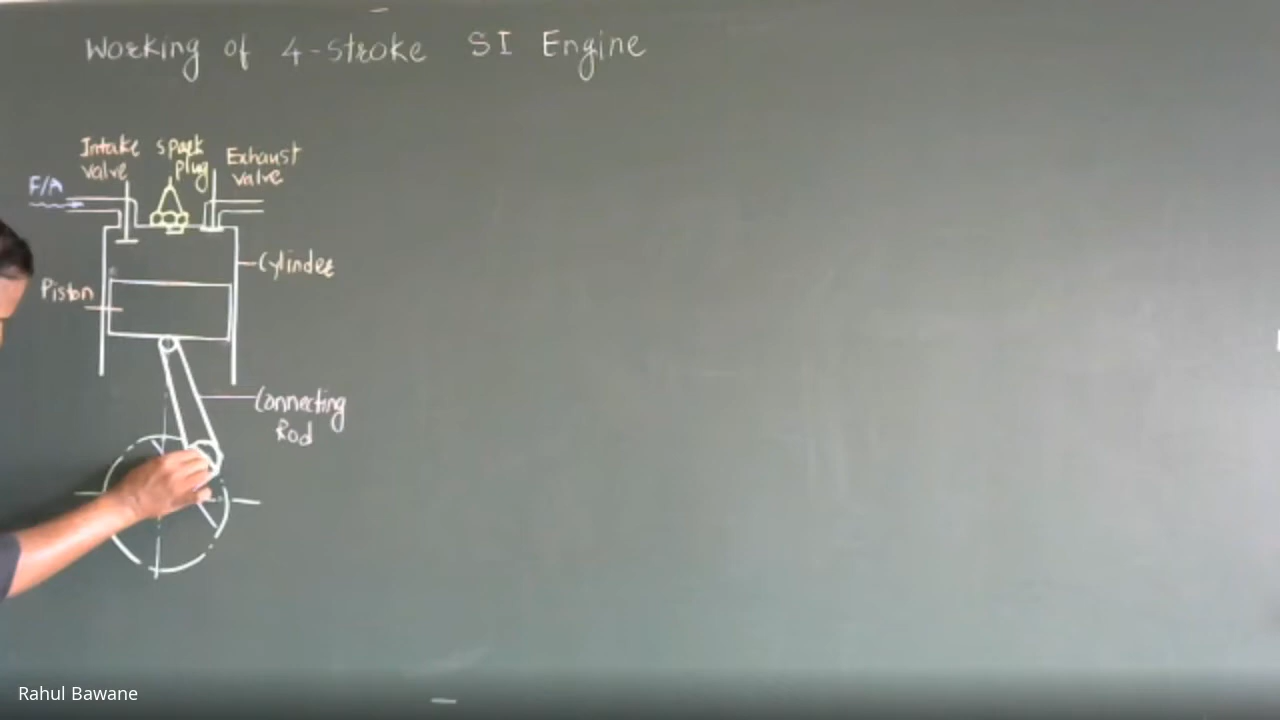 Working of 4-stroke SI Engine
Intake
valve
spark
plug
Exhaust
valve
F/A
Cylinder
Piston
Connecting
Rod
Rahul Bawane